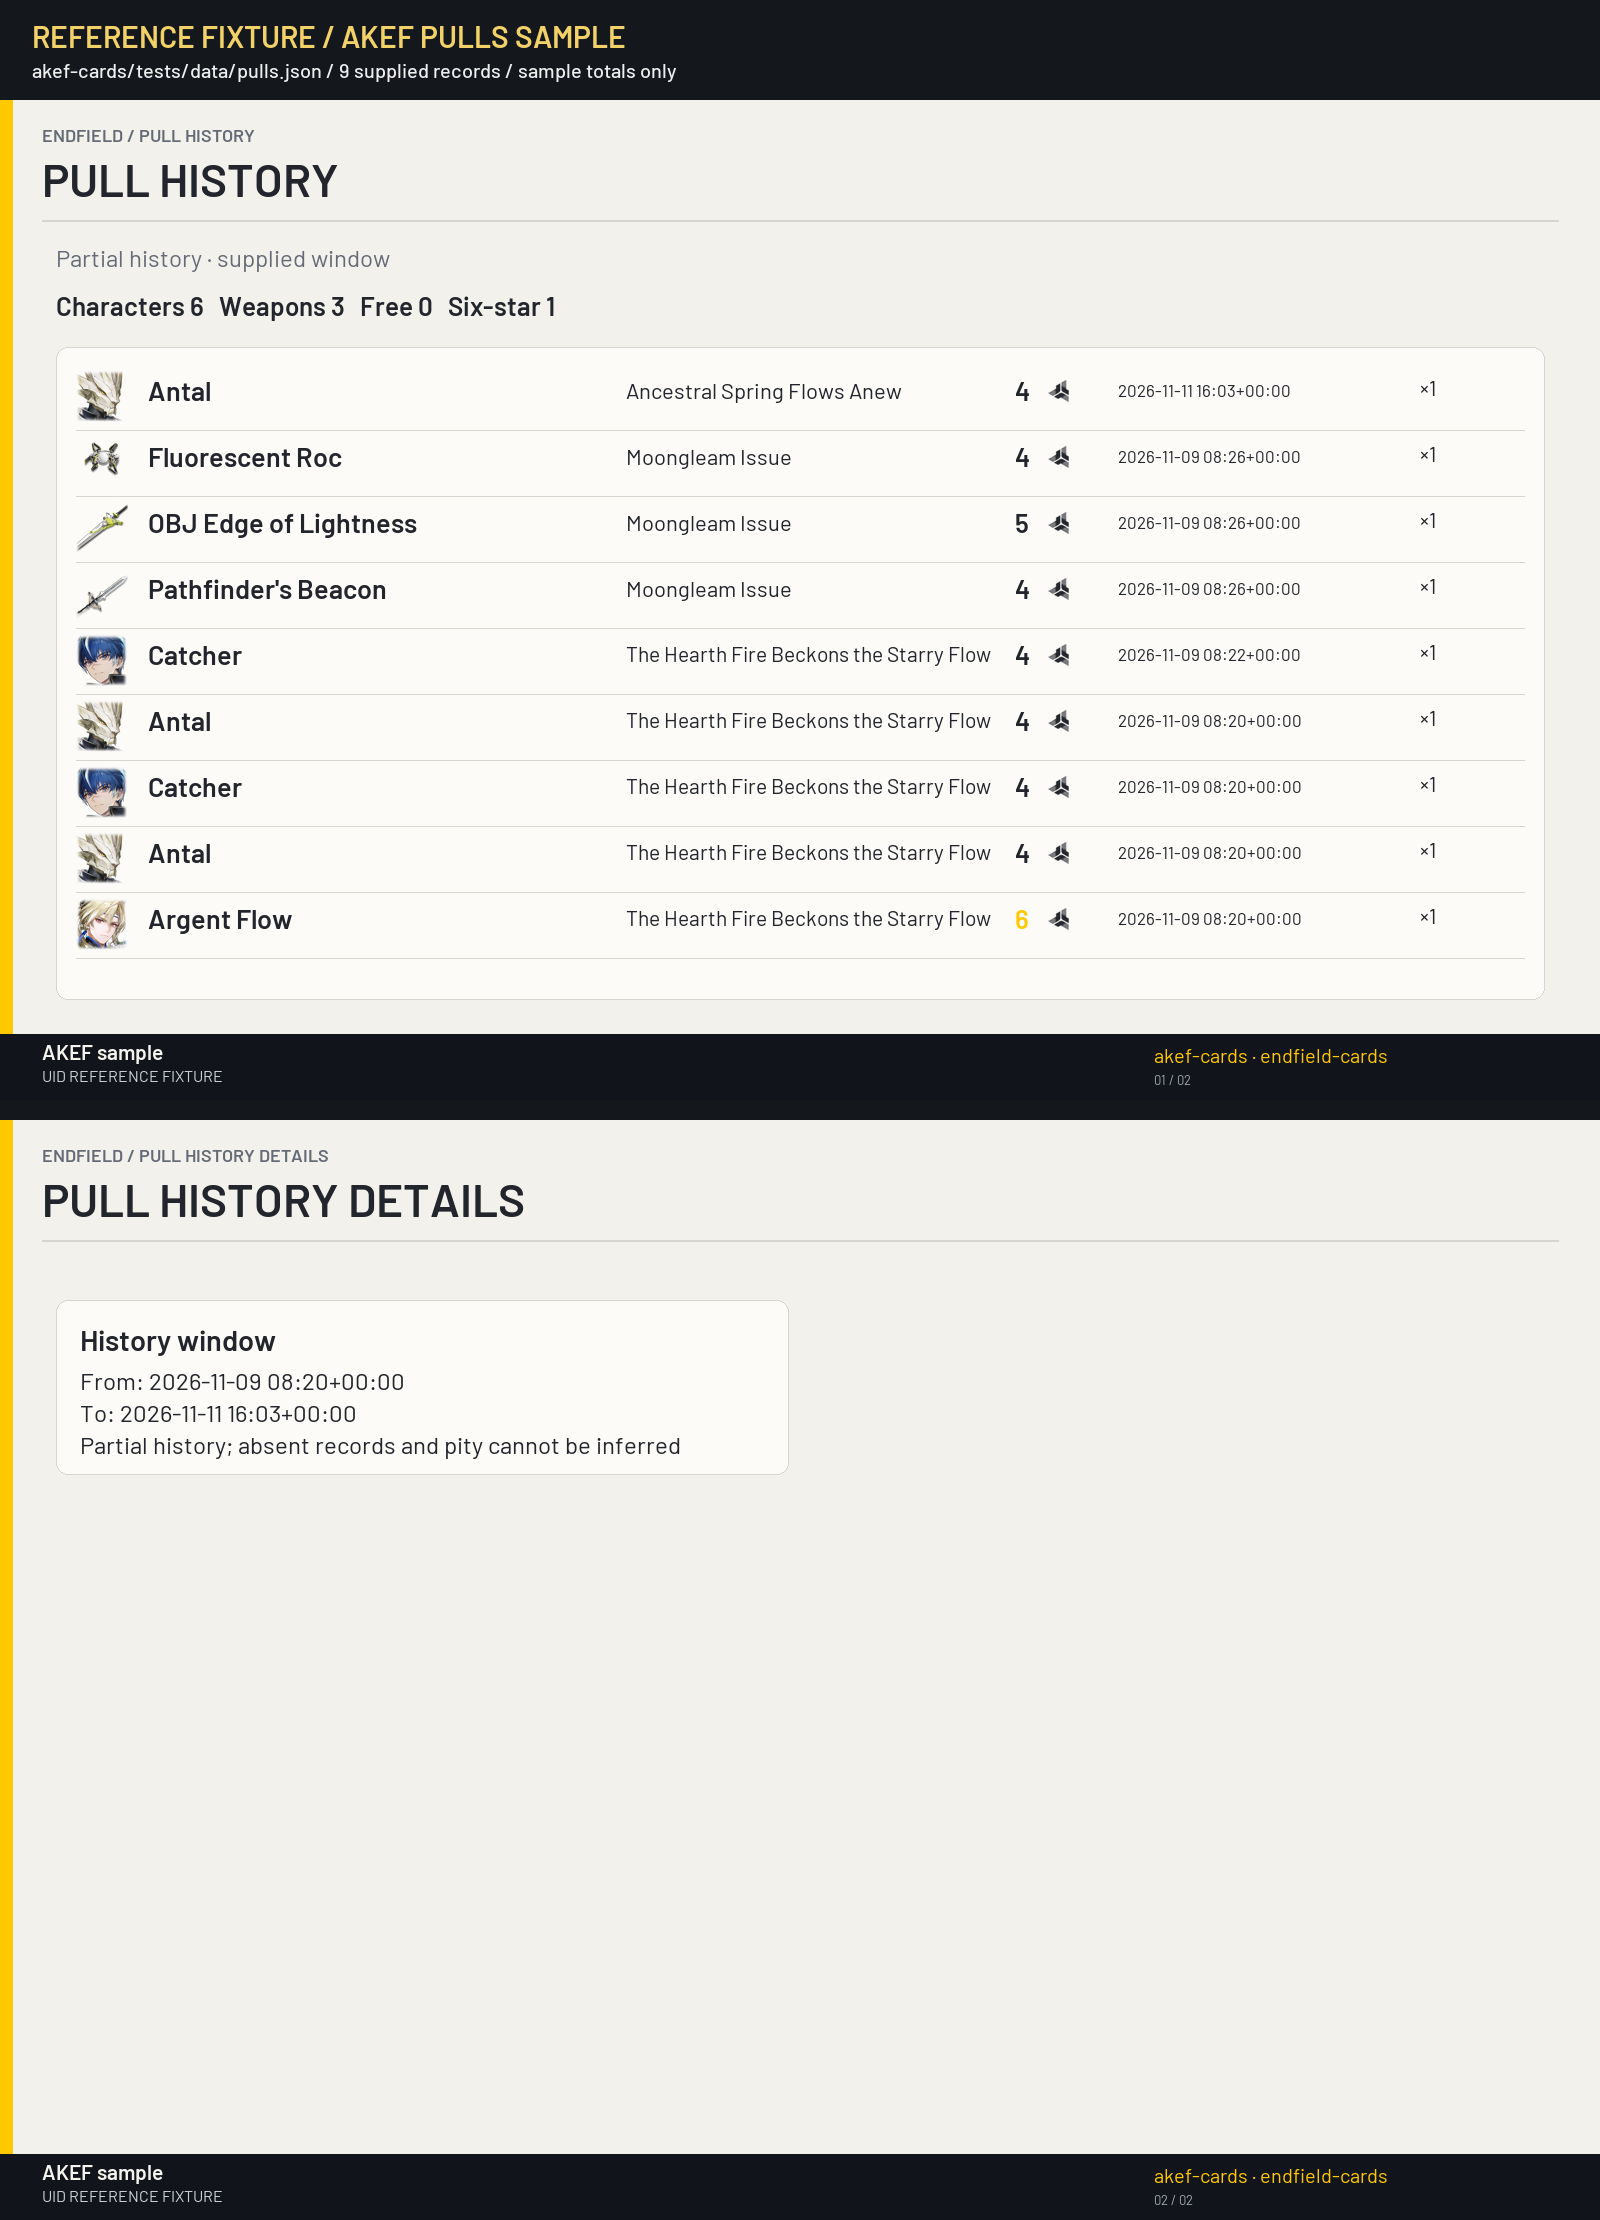 REFERENCE FIXTURE / AKEF PULLS SAMPLE
akef-cards/tests/data/pulls.json / 9 supplied records / sample totals only
ENDFIELD / PULL HISTORY
PULL HISTORY
Partial history · supplied window
Characters 6 Weapons 3 Free 0 Six-star 1
Antal Ancestral Spring Flows Anew 4 2026-11-11 16:03+00:00 ×1
Fluorescent Roc Moongleam Issue 4 2026-11-09 08:26+00:00 ×1
OBJ Edge of Lightness Moongleam Issue 5 2026-11-09 08:26+00:00 ×1
Pathfinder's Beacon Moongleam Issue 4 2026-11-09 08:26+00:00 ×1
Catcher The Hearth Fire Beckons the Starry Flow 4 2026-11-09 08:22+00:00 ×1
Antal The Hearth Fire Beckons the Starry Flow 4 2026-11-09 08:20+00:00 ×1
Catcher The Hearth Fire Beckons the Starry Flow 4 2026-11-09 08:20+00:00 ×1
Antal The Hearth Fire Beckons the Starry Flow 4 2026-11-09 08:20+00:00 ×1
Argent Flow The Hearth Fire Beckons the Starry Flow 6 2026-11-09 08:20+00:00 ×1
AKEF sample
UID REFERENCE FIXTURE
akef-cards · endfield-cards
01 / 02
ENDFIELD / PULL HISTORY DETAILS
PULL HISTORY DETAILS
History window
From: 2026-11-09 08:20+00:00
To: 2026-11-11 16:03+00:00
Partial history; absent records and pity cannot be inferred
AKEF sample
UID REFERENCE FIXTURE
akef-cards · endfield-cards
02 / 02